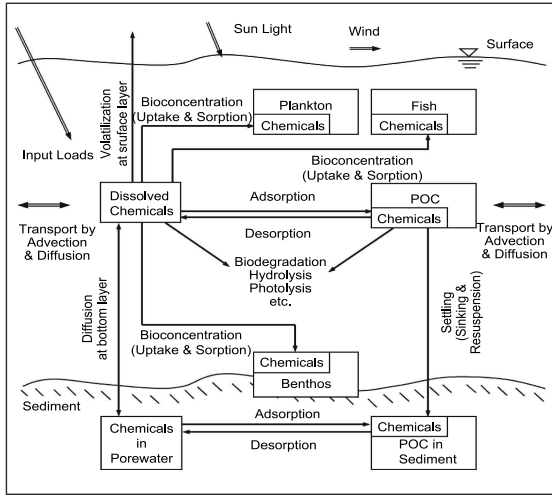 Sun Light
Wind
Surface
Volatilization
at sruface layer
Input Loads
Bioconcentration
(Uptake & Sorption)
Plankton
Chemicals
Fish
Chemicals
Bioconcentration
(Uptake & Sorption)
Dissolved
Chemicals
Adsorption
Desorption
POC
Chemicals
Transport by
Advection
& Diffusion
Transport by
Advection
& Diffusion
Biodegradation
Hydrolysis
Photolysis
etc.
Diffusion
at bottom layer
Settling
(Sinking &
Resuspension)
Bioconcentration
(Uptake & Sorption)
Chemicals
Benthos
Sediment
Chemicals
in
Porewater
Adsorption
Desorption
Chemicals
POC in
Sediment